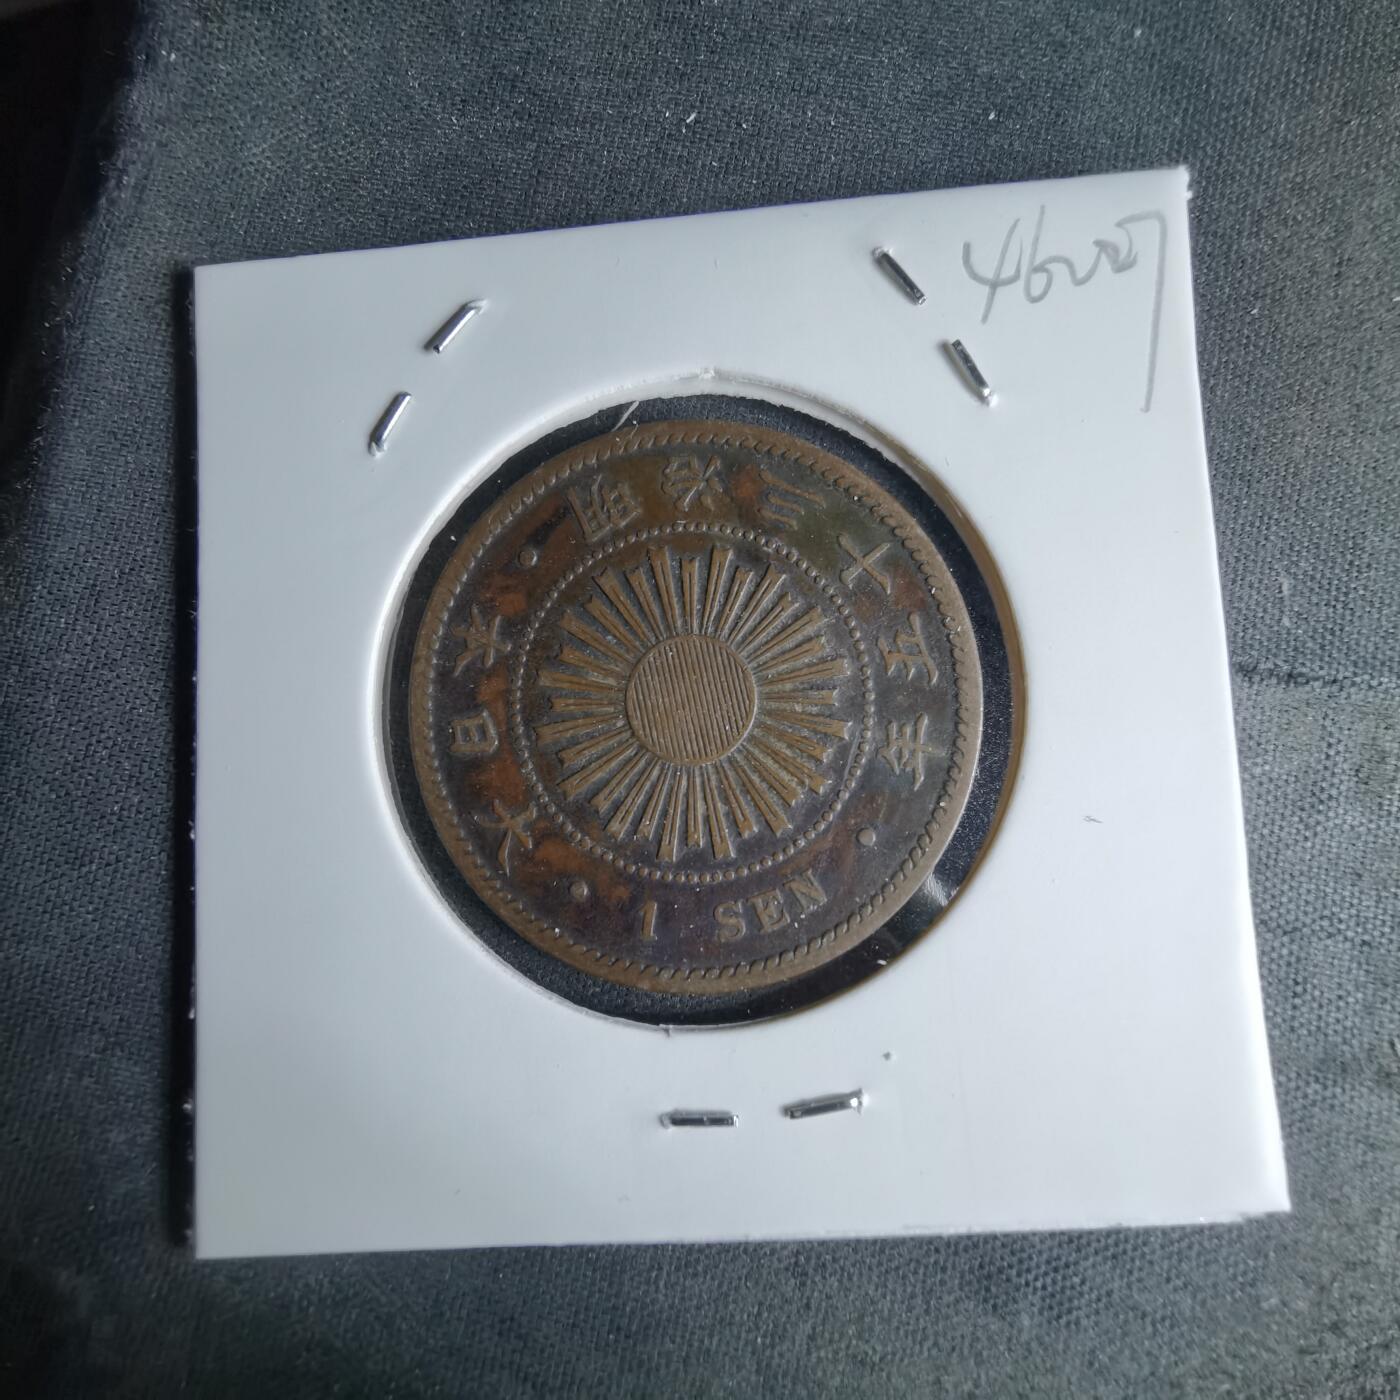 大日本 · 明治三十五年 · 1 SEN ·